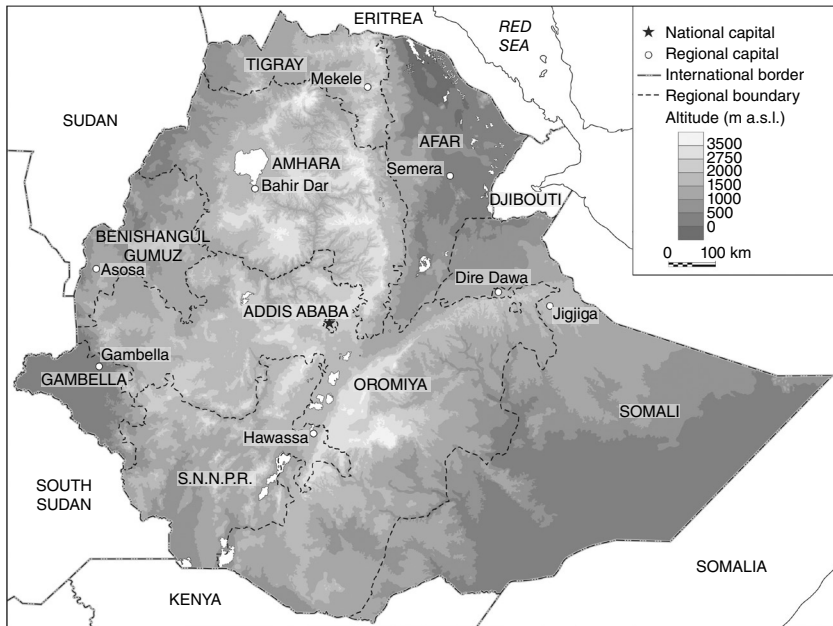 ERITREA
RED
SEA
TIGRAY
Mekele
SUDAN
AFAR
AMHARA
Semera
Bahir Dar
DJIBOUTI
BENISHANGUL
GUMUZ
Asosa
Dire Dawa
ADDIS ABABA
Jigjiga
Gambella
GAMBELLA
OROMIYA
SOMALI
Hawassa
S.N.N.P.R.
SOUTH
SUDAN
SOMALIA
KENYA
National capital
Regional capital
International border
Regional boundary
Altitude (m a.s.l.)
3500
2750
2000
1500
1000
500
0
0 100 km